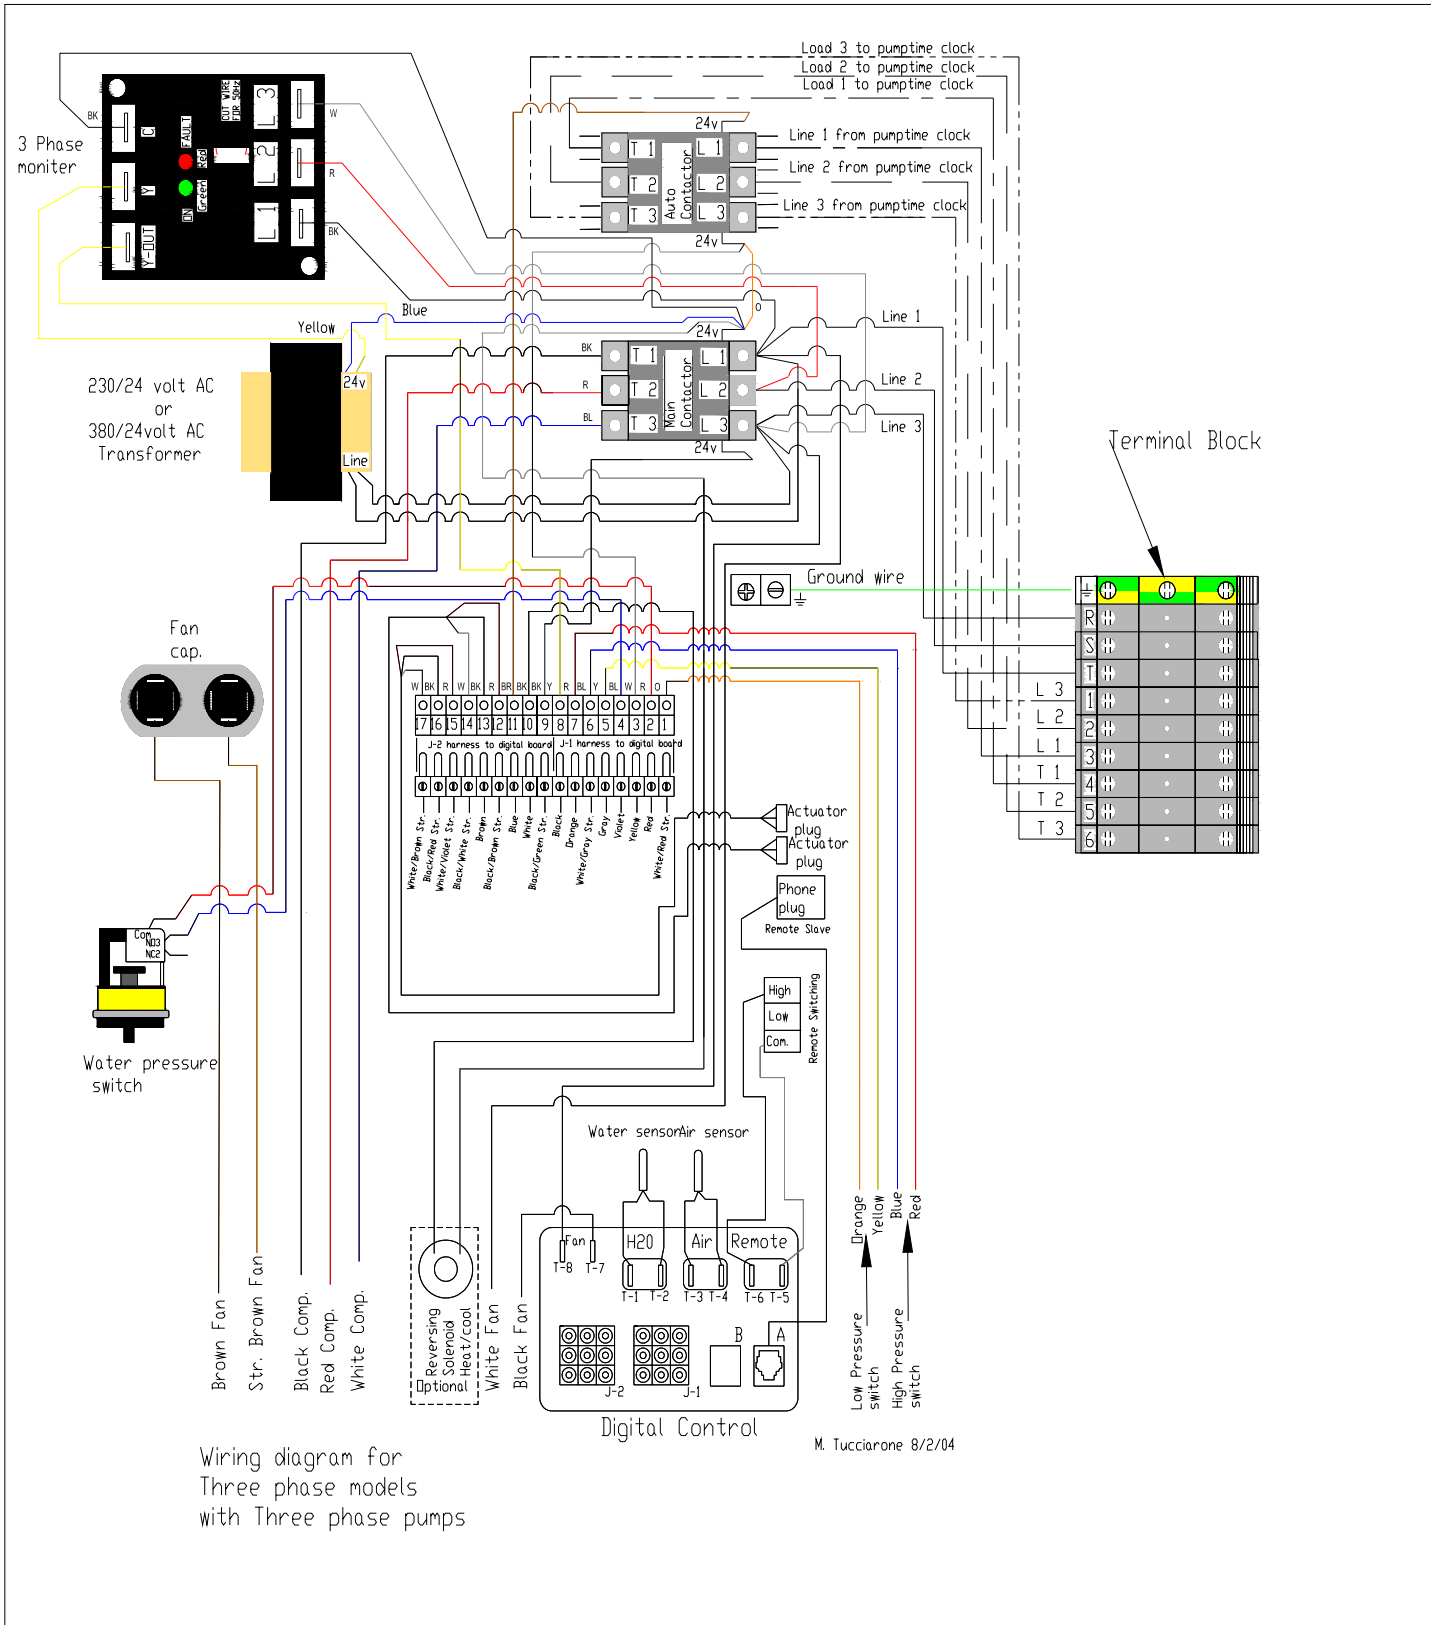 Load 3 to pumptime clock
Load 2 to pumptime clock
Load 1 to pumptime clock
24v
Line 1 from pumptime clock
Line 2 from pumptime clock
Line 3 from pumptime clock
T 1
T 2
T 3
Auto
Contactor
L 1
L 2
L 3
24v
3 Phase
moniter
BK
C
Y
Y-OUT
FAULT
Red
Green
ON
CUT WIRE
FOR 50Hz
L3
L2
L1
W
R
BK
Blue
Yellow
O
230/24 volt AC
or
380/24volt AC
Transformer
24v
Line
24v
BK
R
BL
T 1
T 2
T 3
Main
Contactor
L 1
L 2
L 3
24v
Line 1
Line 2
Line 3
Terminal Block
Ground wire
R
S
T
1
2
3
4
5
6
L 3
L 2
L 1
T 1
T 2
T 3
Fan
cap.
W BK R W BK R BR BK BK Y R BL Y BL W R O
17 16 15 14 13 12 11 10 9 8 7 6 5 4 3 2 1
J-2 harness to digital board
J-1 harness to digital board
White/Brown Str.
Black/Red Str.
White/Violet Str.
Black/White Str.
Brown
Black/Brown Str.
Blue
White
Black/Green Str.
Black
Orange
White/Gray Str.
Gray
Violet
Yellow
Red
White/Red Str.
Actuator
plug
Actuator
plug
Phone
plug
Remote Slave
High
Low
Com.
Remote Switching
Com
NO3
NC2
Water pressure
switch
Water sensor
Air sensor
Orange
Yellow
Blue
Red
Low Pressure
switch
High Pressure
switch
Brown Fan
Str. Brown Fan
Black Comp.
Red Comp.
White Comp.
Reversing
Solenoid
Heat/cool
Optional
White Fan
Black Fan
Fan
T-8
T-7
H20
T-1
T-2
Air
T-3
T-4
Remote
T-6
T-5
J-2
J-1
B
A
Digital Control
M. Tucciarone 8/2/04
Wiring diagram for
Three phase models
with Three phase pumps